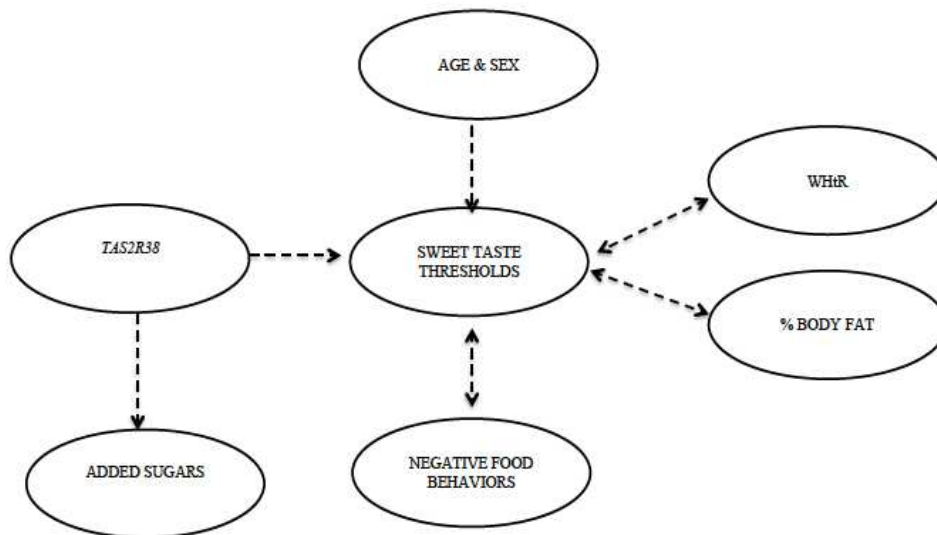 AGE & SEX
WHtR
TAS2R38
SWEET TASTE
THRESHOLDS
% BODY FAT
ADDED SUGARS
NEGATIVE FOOD
BEHAVIORS